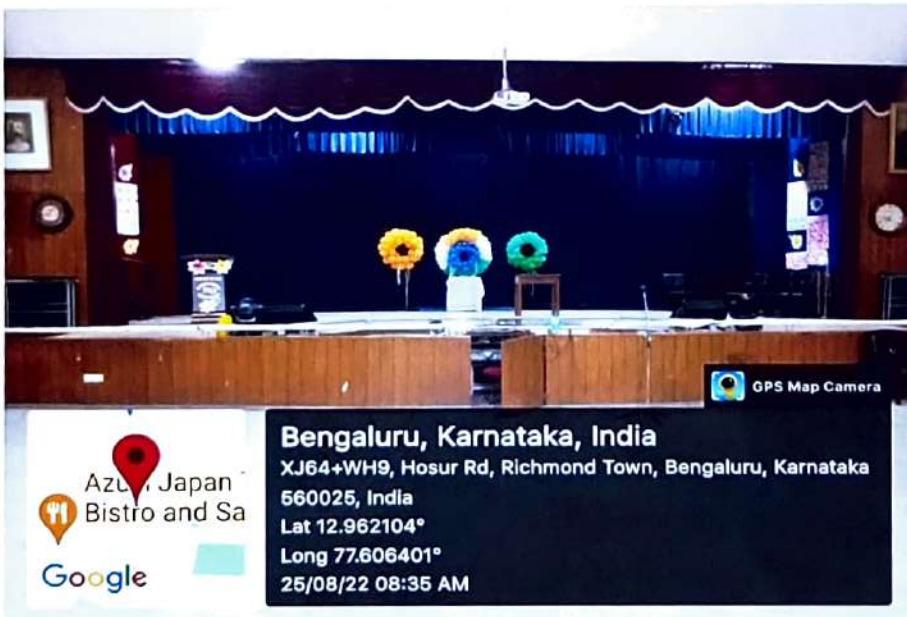 GPS Map Camera
Bengaluru, Karnataka, India
XJ64+WH9, Hosur Rd, Richmond Town, Bengaluru, Karnataka
560025, India
Lat 12.962104°
Long 77.606401°
25/08/22 08:35 AM
Japan
Bistro and Sa
Google